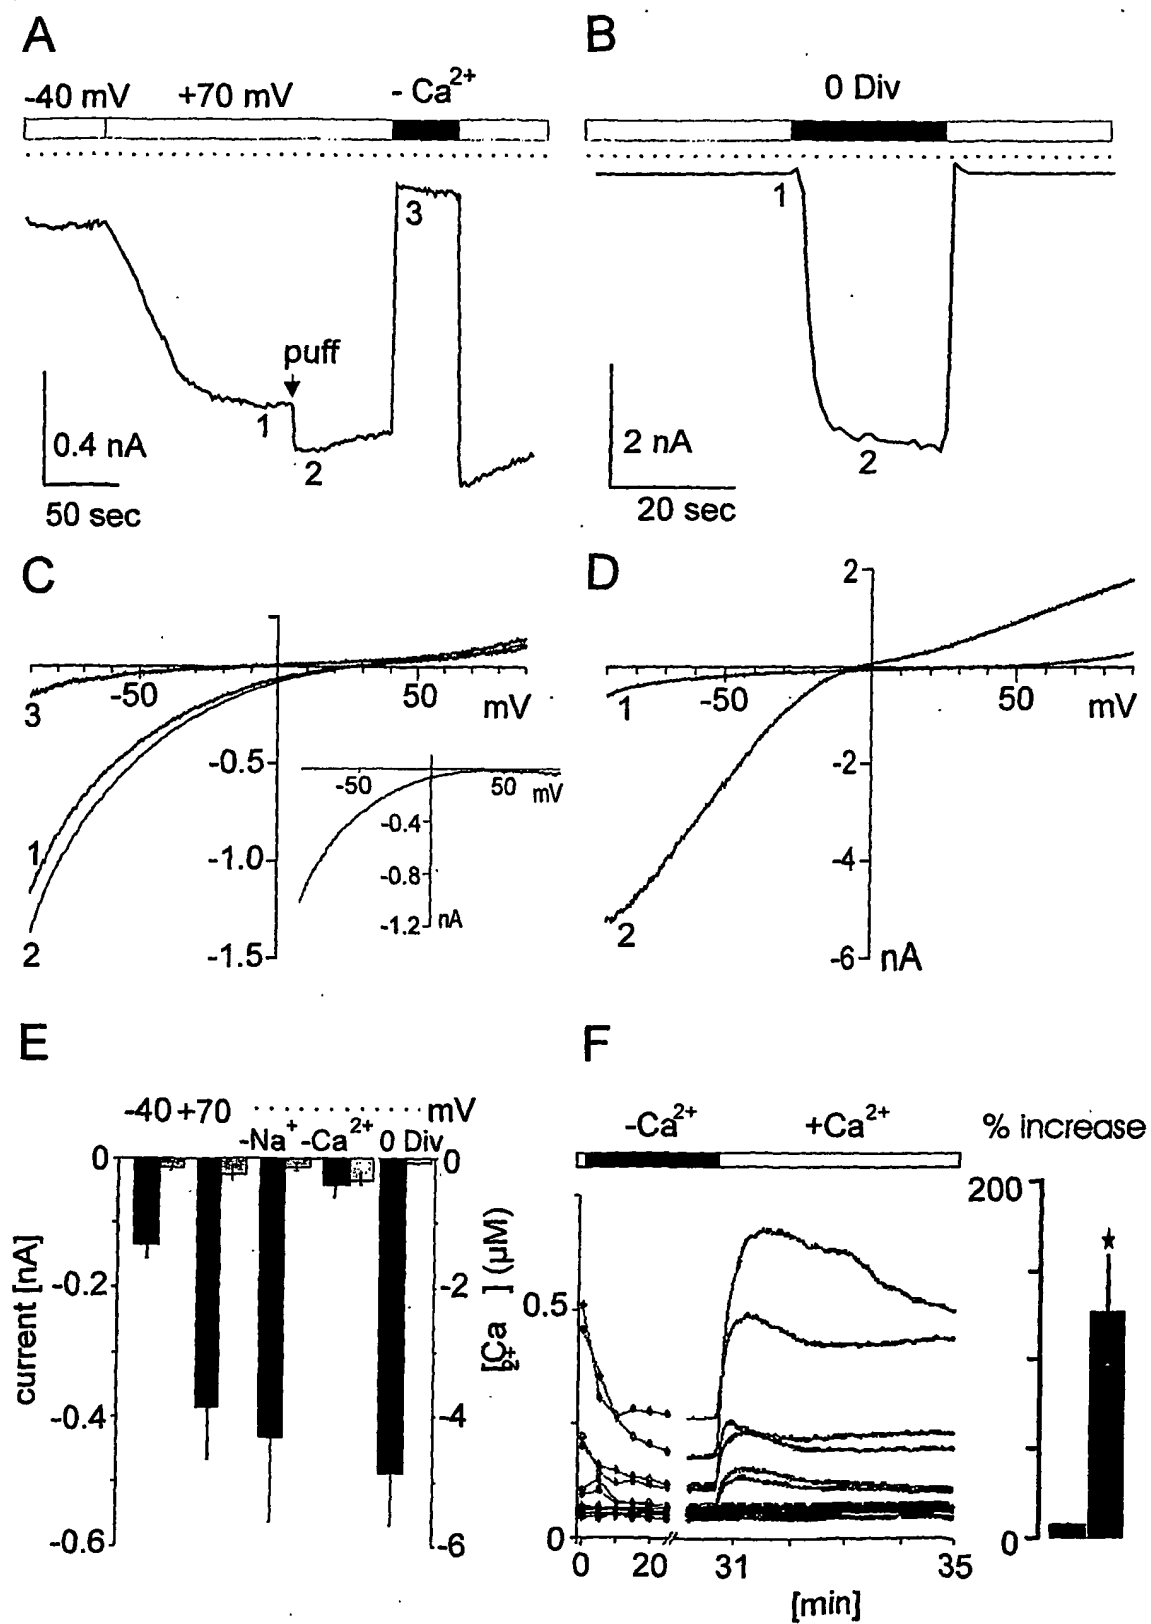 A
B
-40 mV +70 mV - Ca2+
0 Div
1
3
puff
1
2
0.4 nA
50 sec
2
2 nA
20 sec
C
D
2
-50
50
mV
3
1
-50
50
mV
-0.5
-50
50
mV
-2
-0.4
1
-1.0
-0.8
-4
-1.2
nA
2
-1.5
2
-6
nA
E
F
-40 +70 mV
-Na+ -Ca2+ 0 Div
-Ca2+ +Ca2+ % increase
0
0
200
current [nA]
-0.2
-2
[Ca2+] (µM)
0.5
-0.4
-4
-0.6
-6
0
0
0 20 31 35
[min]